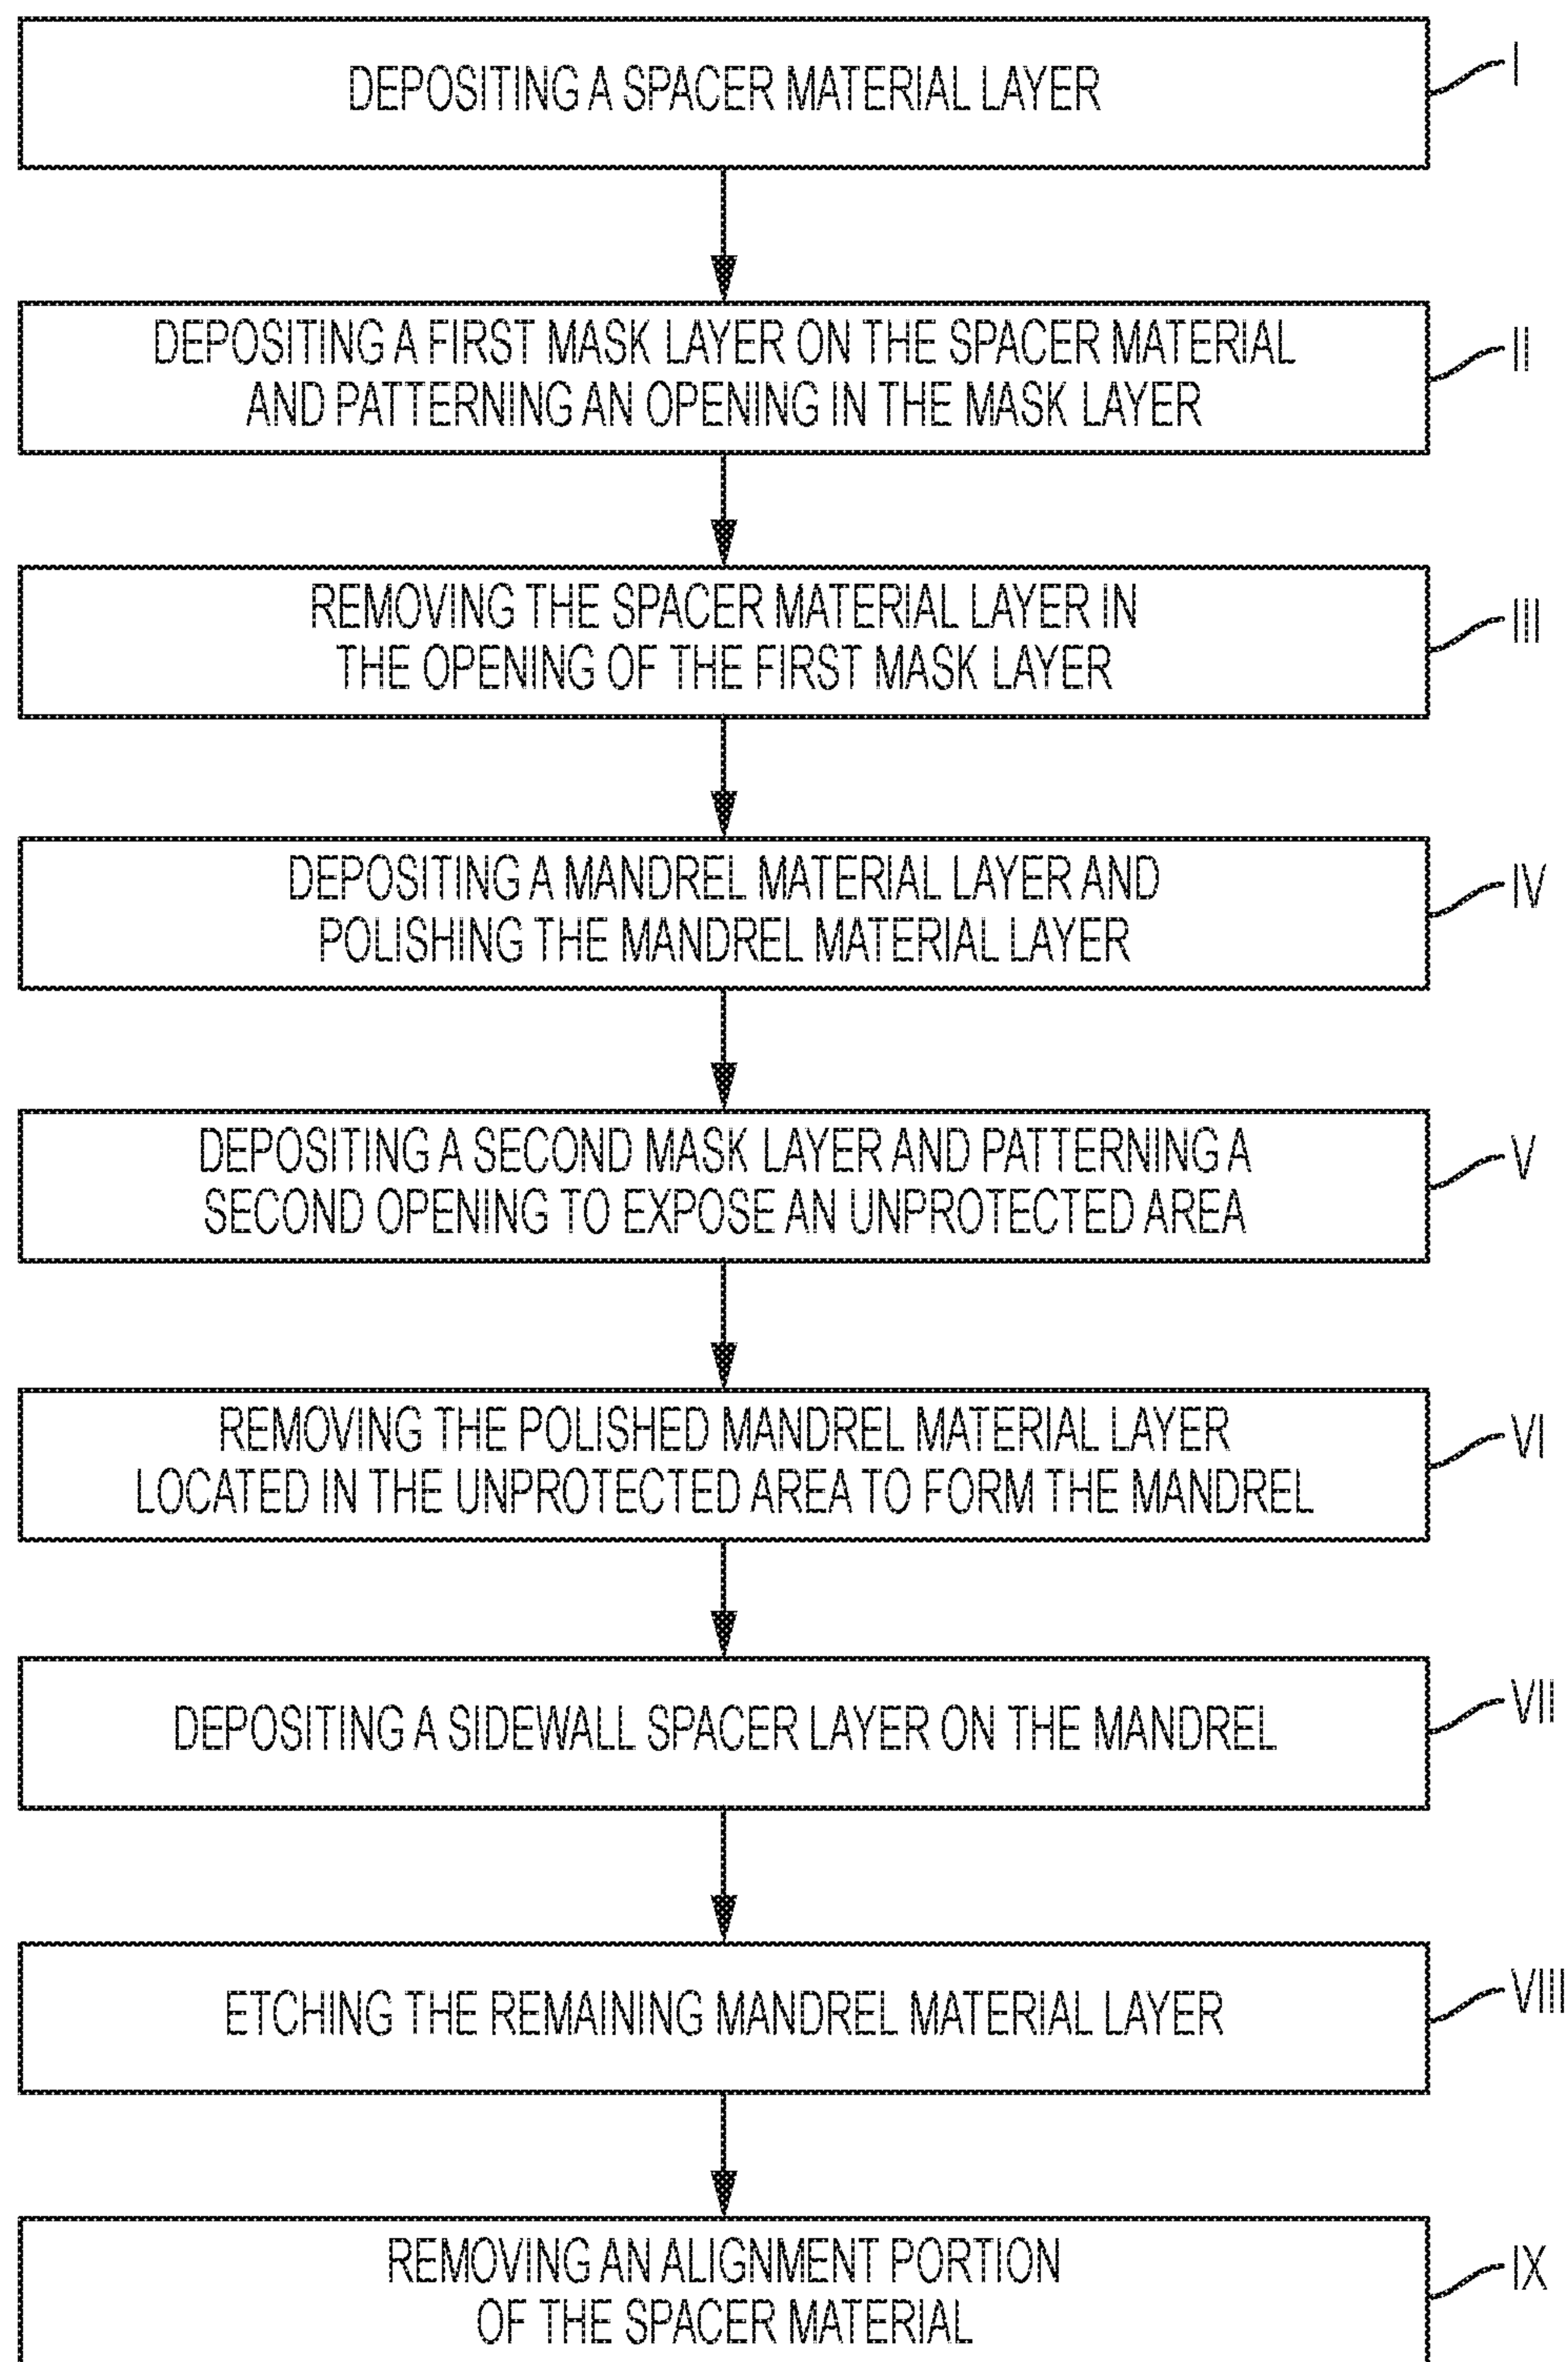 DEPOSITING A SPACER MATERIAL LAYER
I
DEPOSITING A FIRST MASK LAYER ON THE SPACER MATERIAL
AND PATTERNING AN OPENING IN THE MASK LAYER
II
REMOVING THE SPACER MATERIAL LAYER IN
THE OPENING OF THE FIRST MASK LAYER
III
DEPOSITING A MANDREL MATERIAL LAYER AND
POLISHING THE MANDREL MATERIAL LAYER
IV
DEPOSITING A SECOND MASK LAYER AND PATTERNING A
SECOND OPENING TO EXPOSE AN UNPROTECTED AREA
V
REMOVING THE POLISHED MANDREL MATERIAL LAYER
LOCATED IN THE UNPROTECTED AREA TO FORM THE MANDREL
VI
DEPOSITING A SIDEWALL SPACER LAYER ON THE MANDREL
VII
ETCHING THE REMAINING MANDREL MATERIAL LAYER
VIII
REMOVING AN ALIGNMENT PORTION
OF THE SPACER MATERIAL
IX